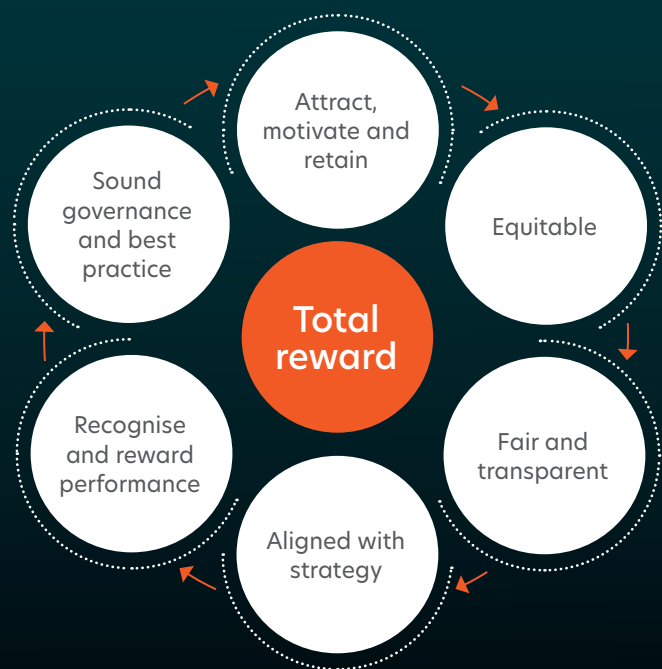 Attract,
motivate and
retain
Equitable
Fair and
transparent
Aligned with
strategy
Recognise
and reward
performance
Sound
governance
and best
practice
Total
reward